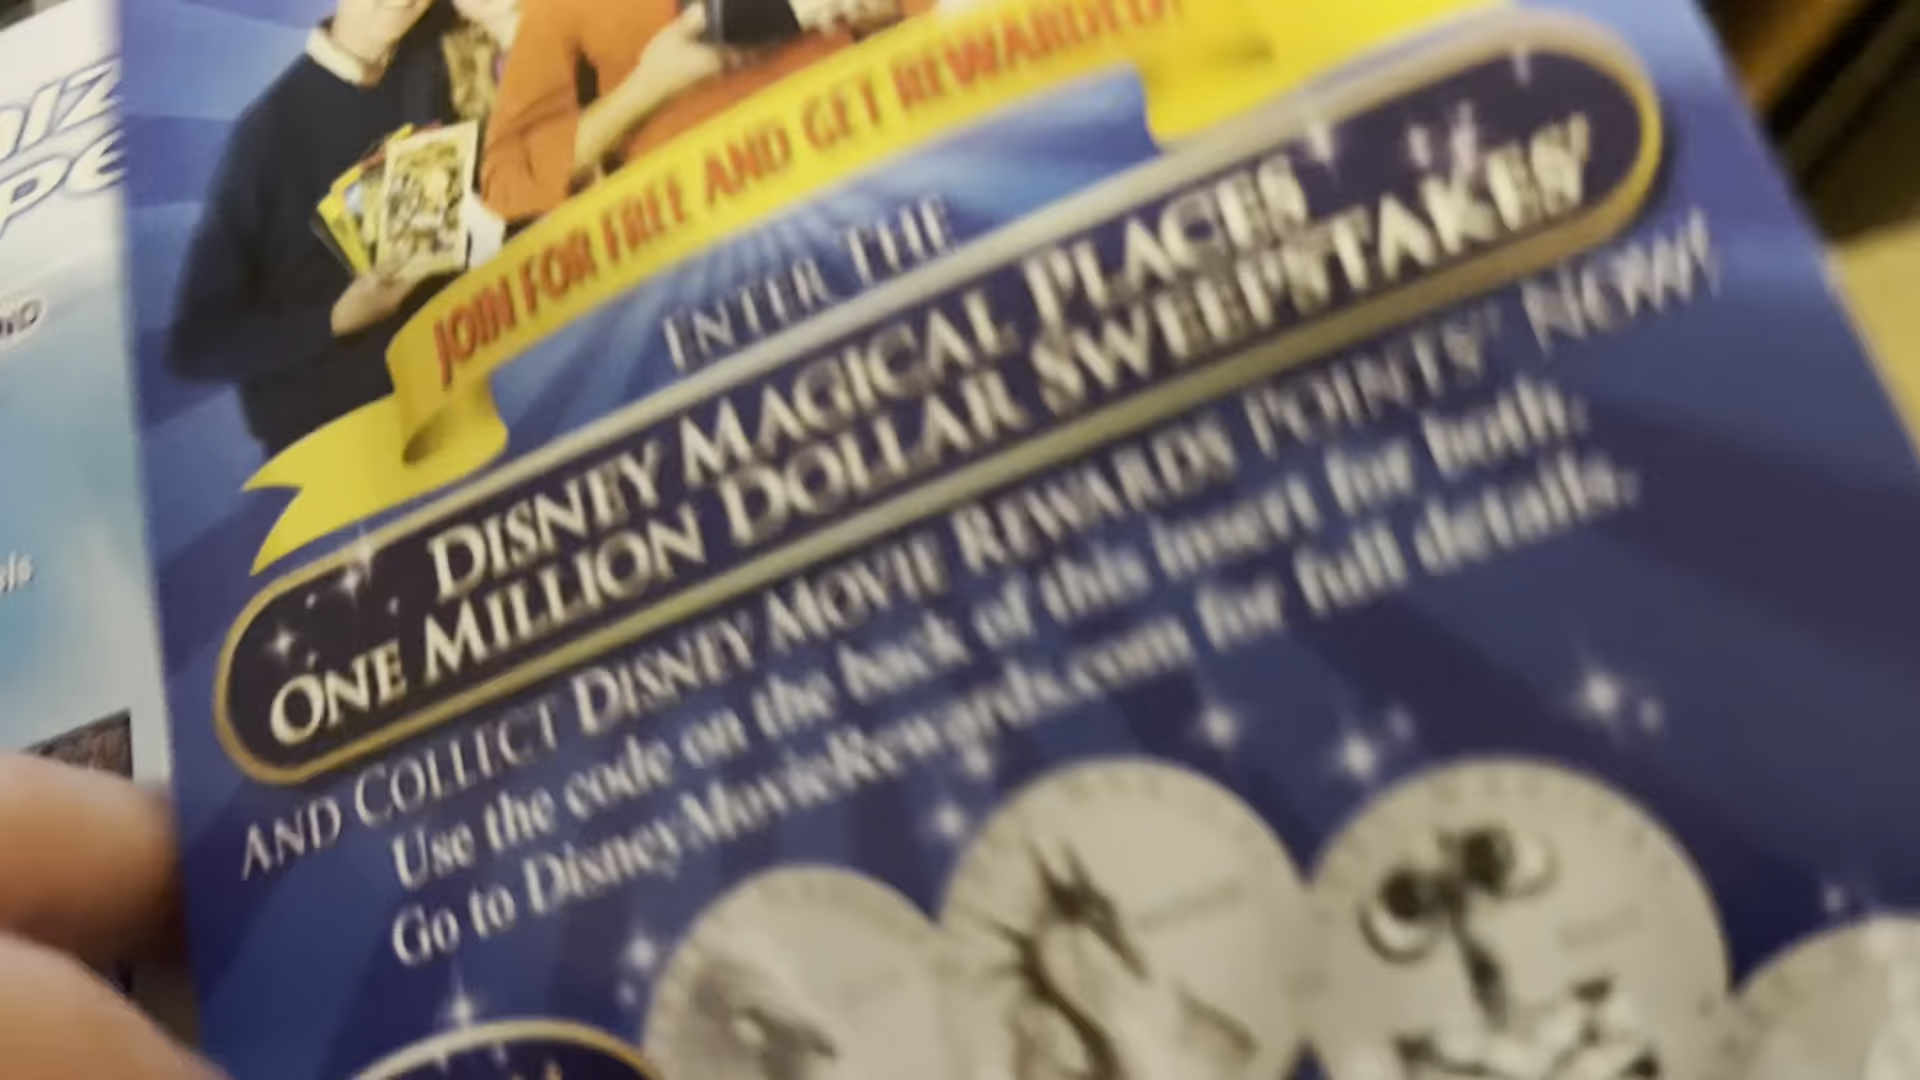 JOIN FOR FREE AND GET REWARDED!
ENTER THE
DISNEY MAGICAL PLACES
ONE MILLION DOLLAR SWEEPSTAKES
AND COLLECT DISNEY MOVIE REWARDS POINTS* NOW!
Use the code on the back of this insert for both.
Go to DisneyMovieRewards.com for full details.